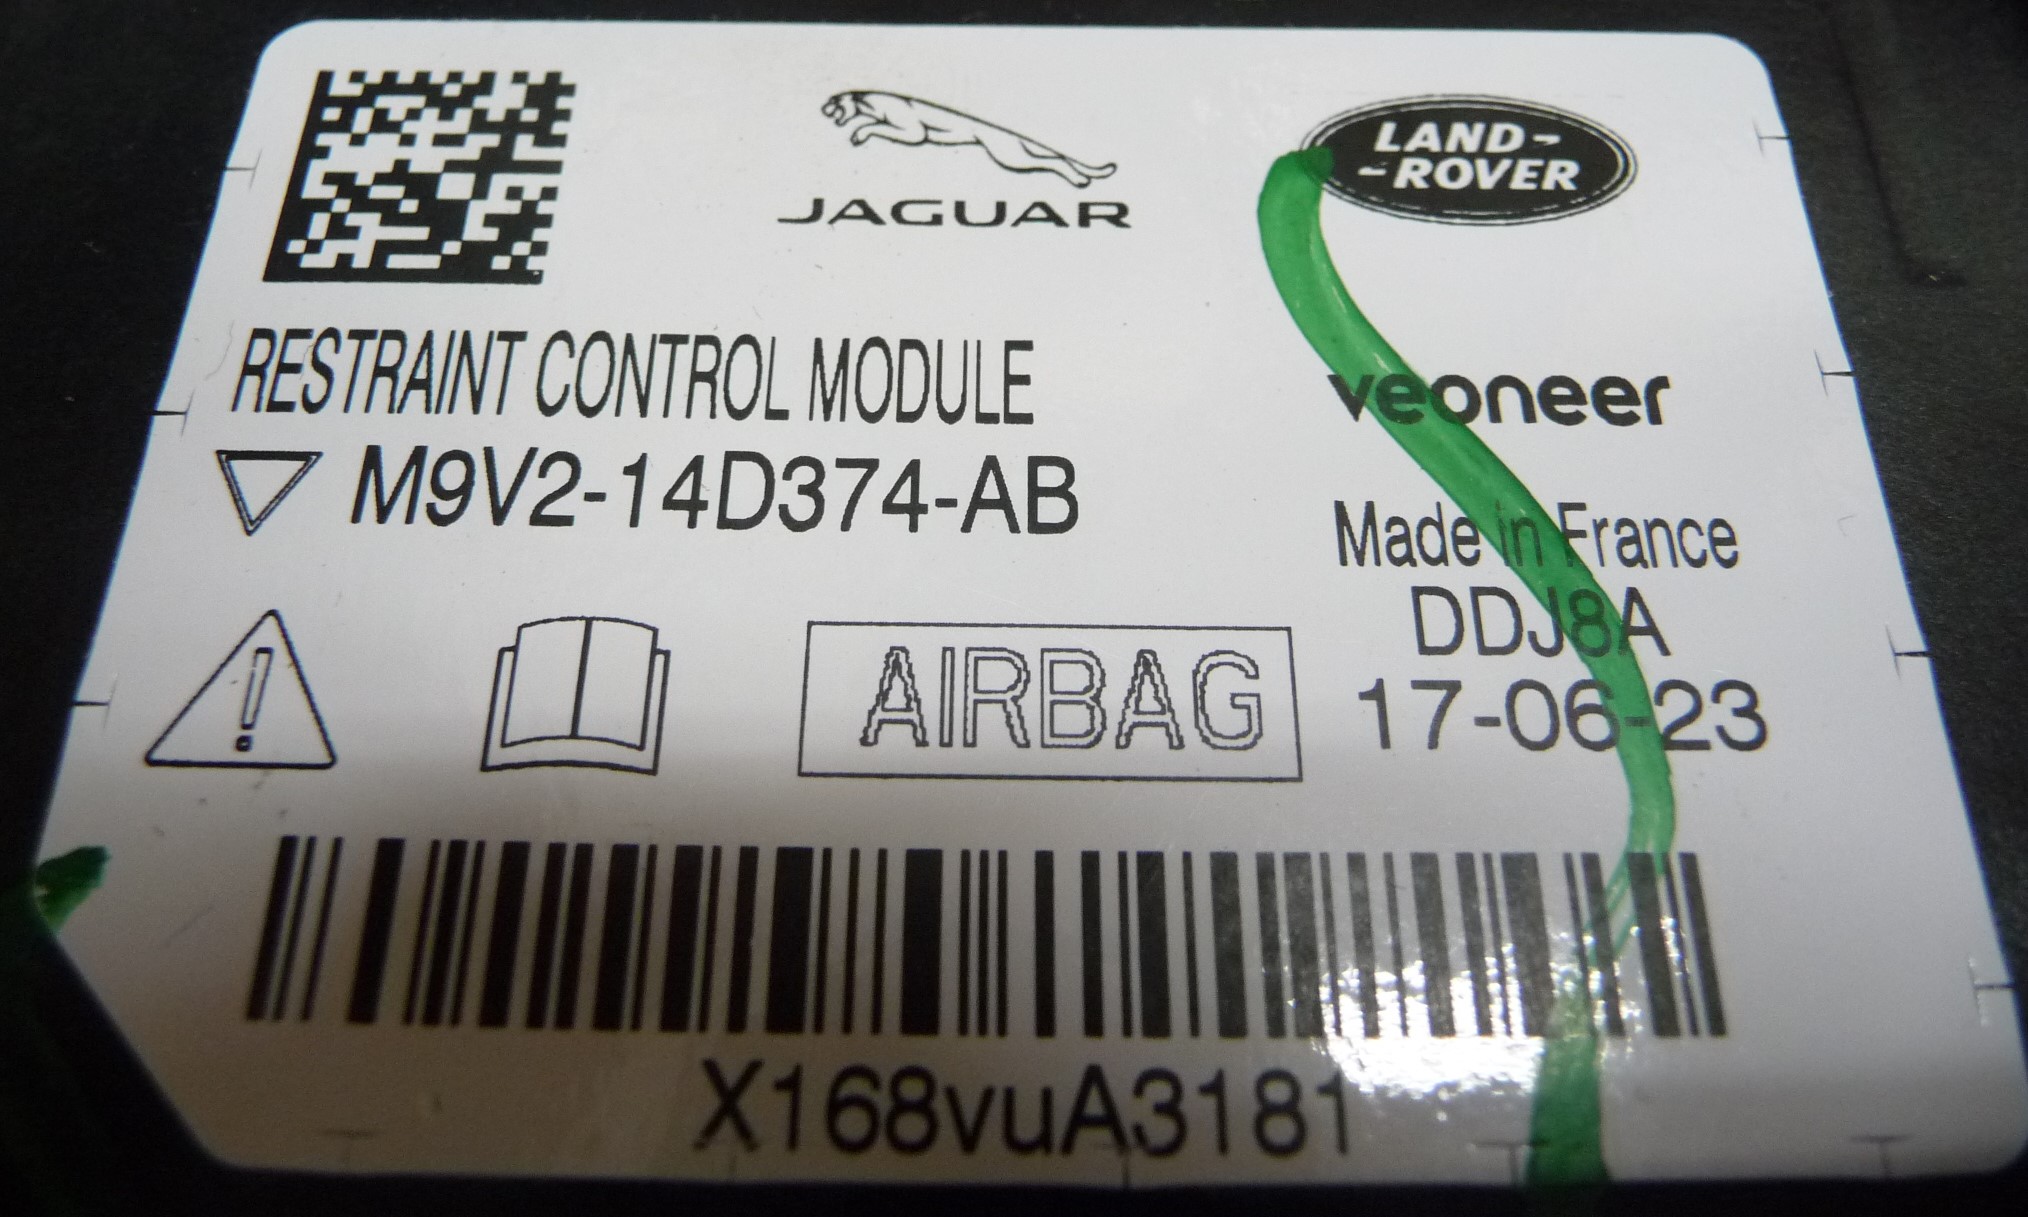 JAGUAR
LAND-
-ROVER
RESTRAINT CONTROL MODULE
veoneer
M9V2-14D374-AB
Made in France
DDJ8A
AIRBAG
17-06-23
X168vuA3181